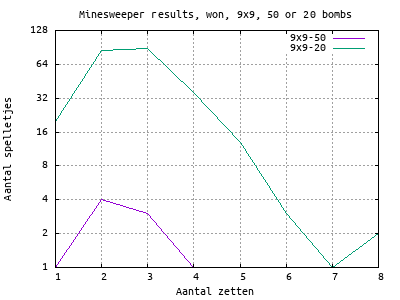 Minesweeper results, won, 9x9, 50 or 20 bombs
9x9-50
9x9-20
128
64
32
16
8
4
2
1
Aantal spelletjes
1 2 3 4 5 6 7 8
Aantal zetten